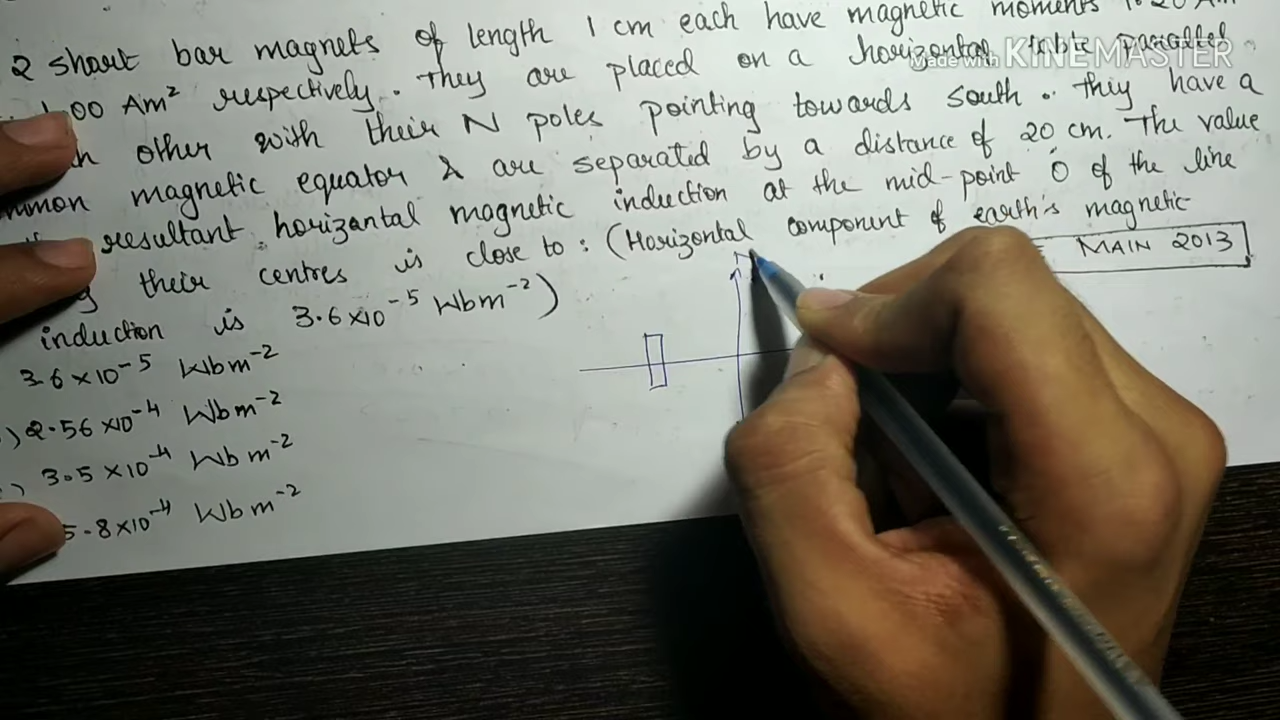 2 short bar magnets of length 1 cm each have magnetic moments 1.20 Am
1.00 Am² respectively. They are placed on a horizontal table parallel
other with their N poles pointing towards south. They have a
magnetic equator & are separated by a distance of 20 cm. The value
resultant horizontal magnetic induction at the mid-point O of the line
their centres is close to: (Horizontal component of earth's magnetic
induction is 3.6×10⁻⁵ Wbm⁻²)
MAIN 2013
3.6×10⁻⁵ Wbm⁻²
) 2.56×10⁻⁴ Wbm⁻²
) 3.5×10⁻⁴ Wbm⁻²
5.8×10⁻⁴ Wbm⁻²
Made with KINEMASTER